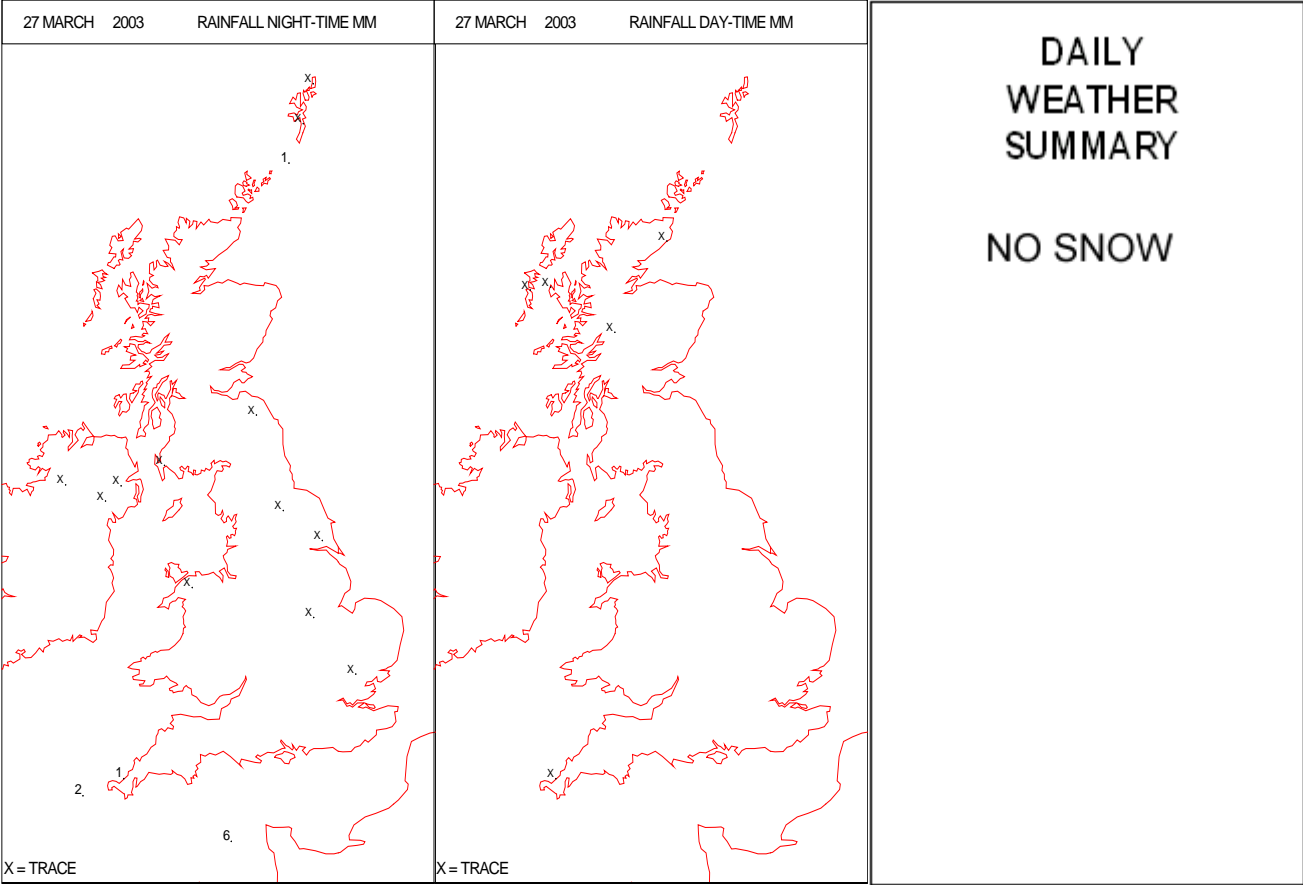 27 MARCH 2003 RAINFALL NIGHT-TIME MM
X.
X.
1.
X.
X.
X.
X.
X.
X.
X.
X.
X.
X.
1.
2.
6.
X = TRACE
27 MARCH 2003 RAINFALL DAY-TIME MM
X.
X.
X.
X.
X.
X = TRACE
DAILY
WEATHER
SUMMARY
NO SNOW